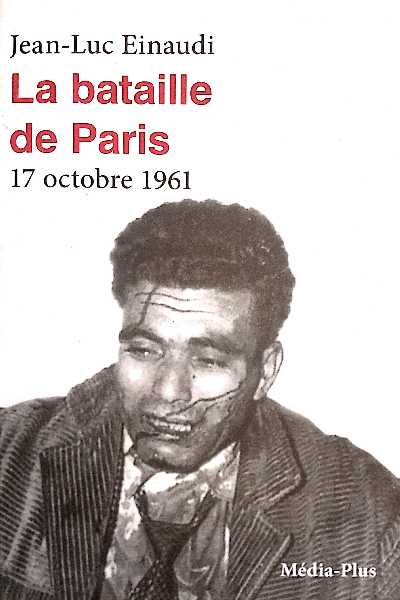 Jean-Luc Einaudi
La bataille
de Paris
17 octobre 1961
Média-Plus